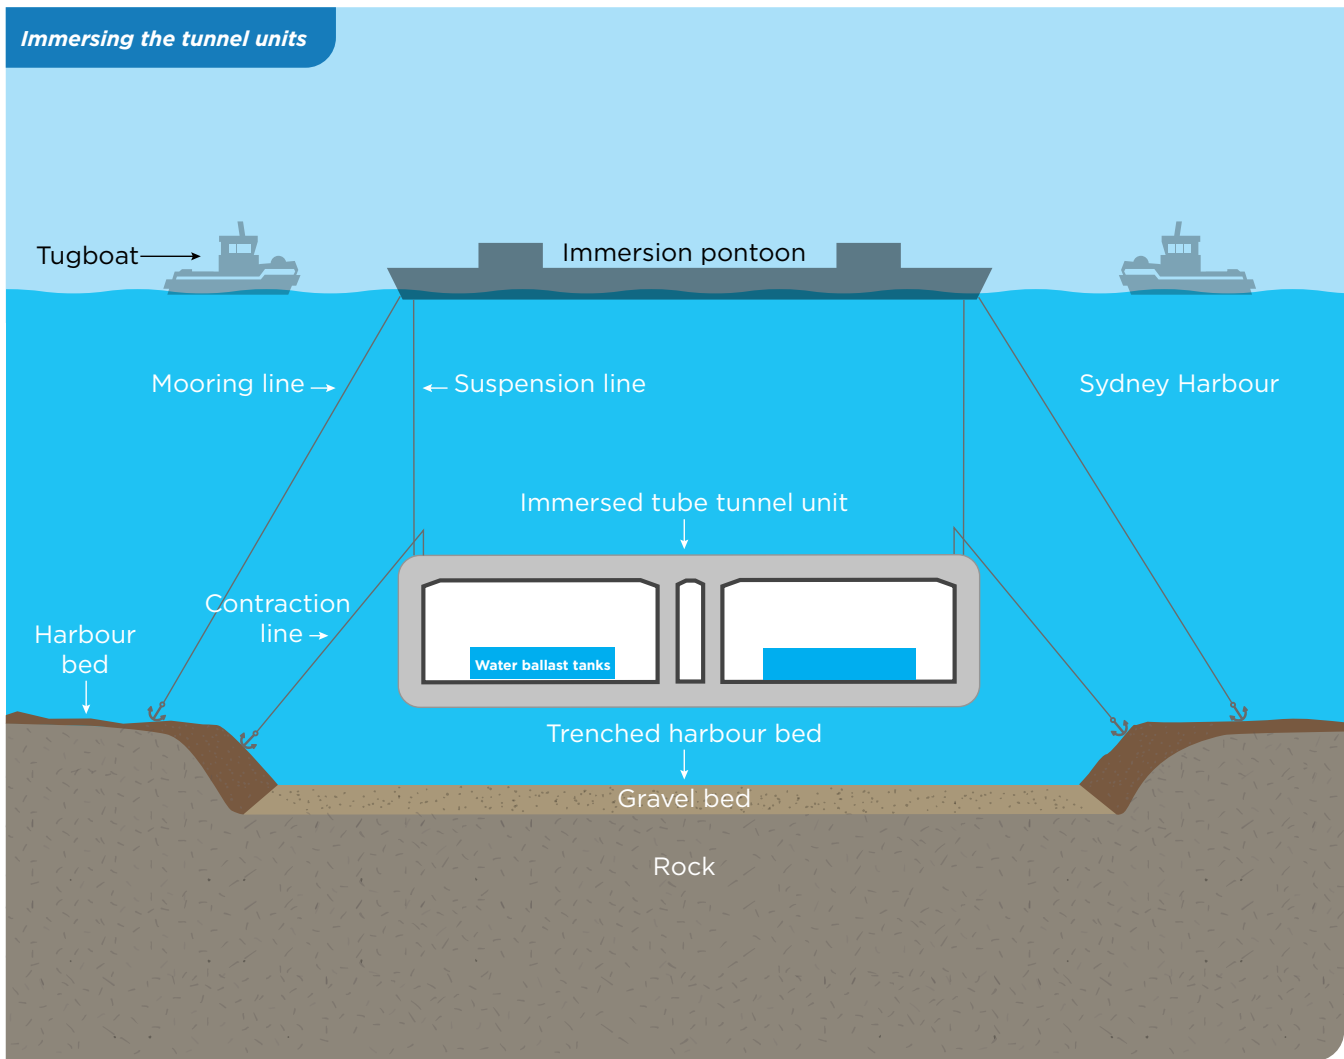 Immersing the tunnel units
Tugboat
Immersion pontoon
Mooring line
Suspension line
Sydney Harbour
Immersed tube tunnel unit
Contraction
line
Harbour
bed
Water ballast tanks
Trenched harbour bed
Gravel bed
Rock